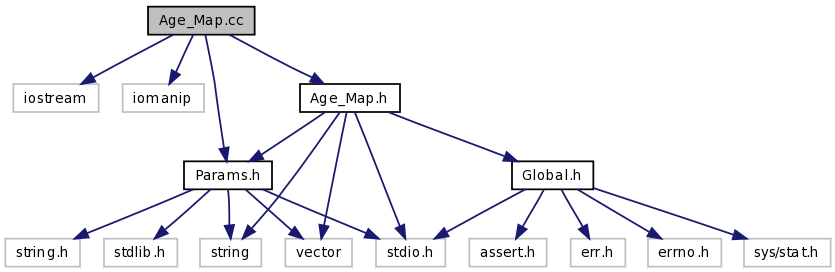 Age_Map.cc
iostream
iomanip
Age_Map.h
Params.h
Global.h
string.h
stdlib.h
string
vector
stdio.h
assert.h
err.h
errno.h
sys/stat.h